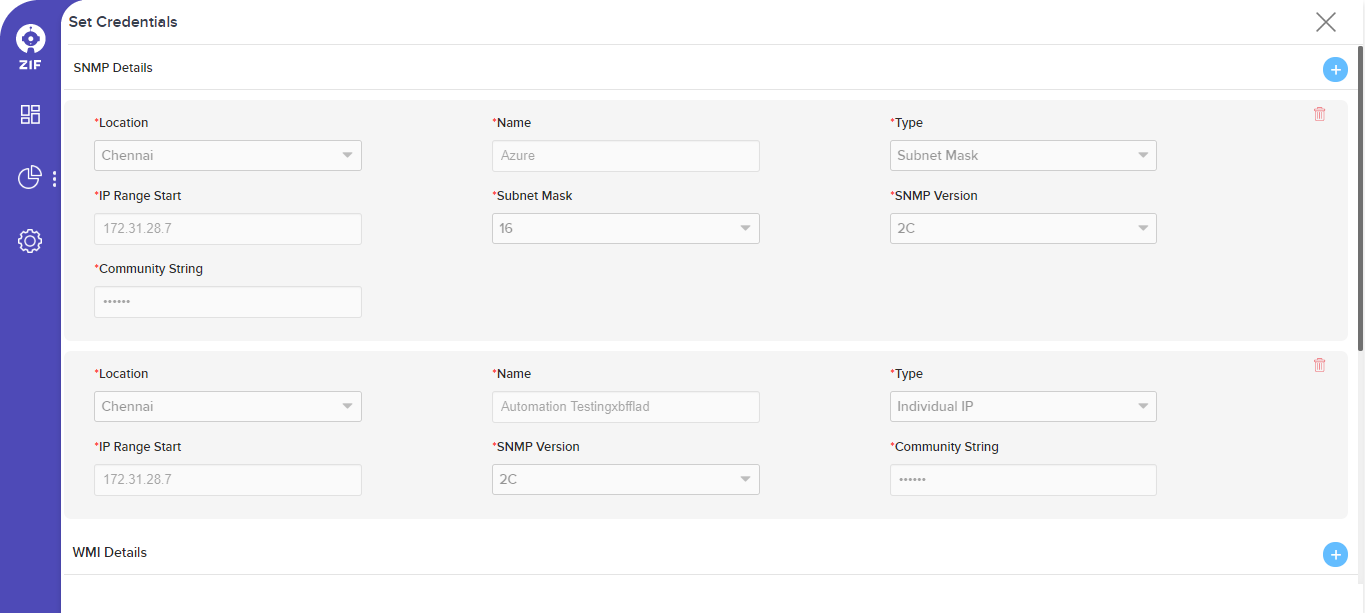 Set Credentials
ZIF
SNMP Details
*Location *Name *Type
Chennai Azure Subnet Mask
*IP Range Start *Subnet Mask *SNMP Version
172.31.28.7 16 2C
*Community String
••••••
*Location *Name *Type
Chennai Automation Testingxbfflad Individual IP
*IP Range Start *SNMP Version *Community String
172.31.28.7 2C ••••••
WMI Details